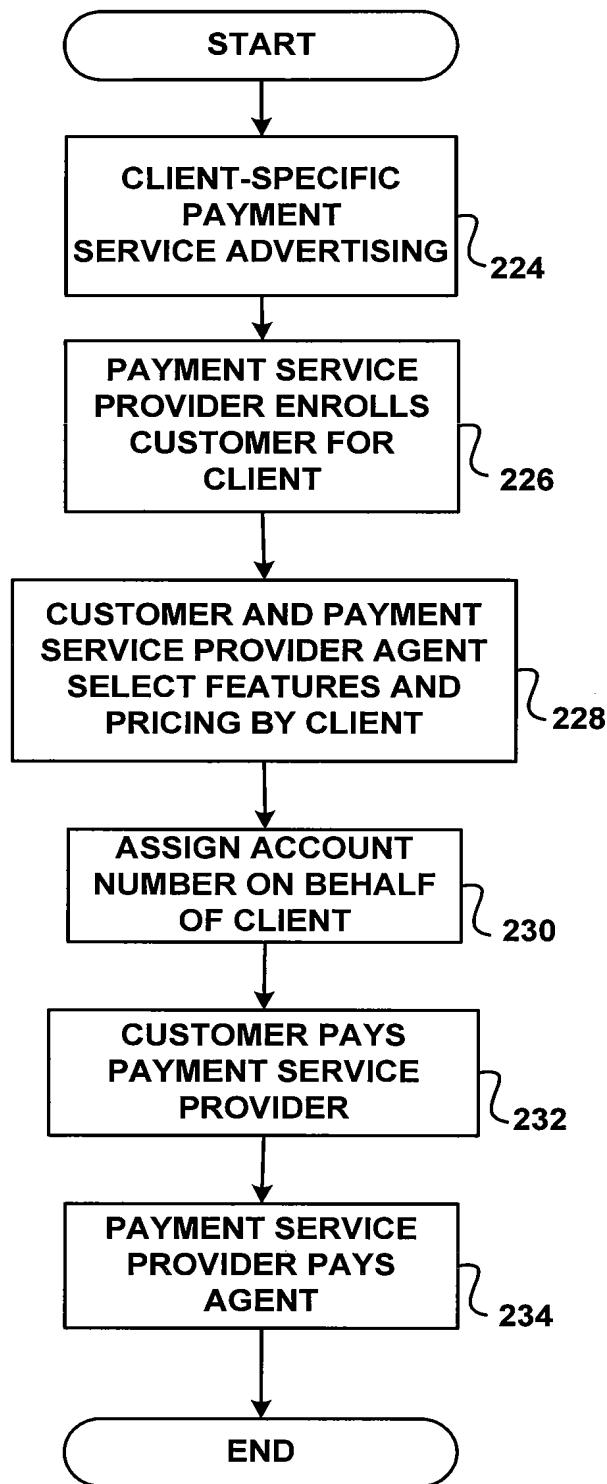 START
CLIENT-SPECIFIC
PAYMENT
SERVICE ADVERTISING
224
PAYMENT SERVICE
PROVIDER ENROLLS
CUSTOMER FOR
CLIENT
226
CUSTOMER AND PAYMENT
SERVICE PROVIDER AGENT
SELECT FEATURES AND
PRICING BY CLIENT
228
ASSIGN ACCOUNT
NUMBER ON BEHALF
OF CLIENT
230
CUSTOMER PAYS
PAYMENT SERVICE
PROVIDER
232
PAYMENT SERVICE
PROVIDER PAYS
AGENT
234
END